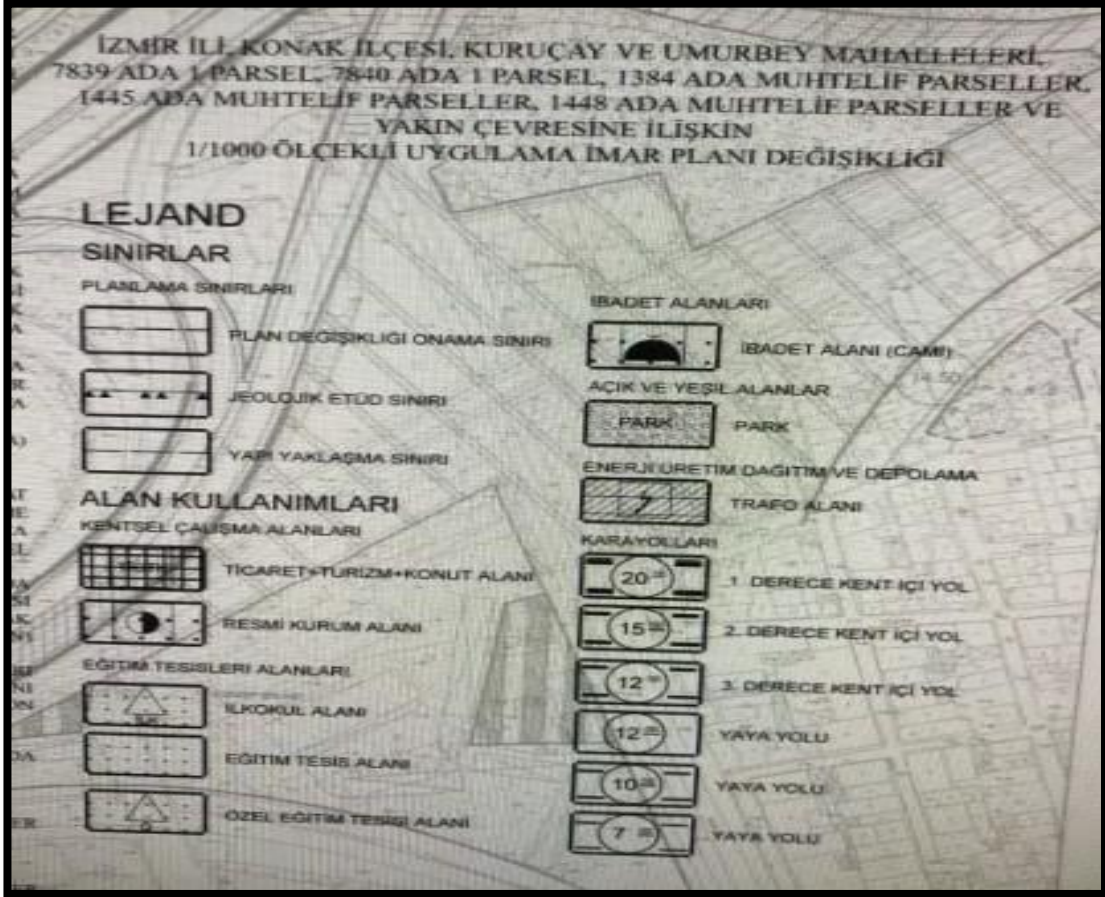 İZMİR İLİ, KONAK İLÇESİ, KURUÇAY VE UMURBEY MAHALLELERİ,
7839 ADA 1 PARSEL, 7840 ADA 1 PARSEL, 1384 ADA MUHTELİF PARSELLER,
1445 ADA MUHTELİF PARSELLER, 1448 ADA MUHTELİF PARSELLER VE
YAKIN ÇEVRESİNE İLİŞKİN
1/1000 ÖLÇEKLİ UYGULAMA İMAR PLANI DEĞİŞİKLİĞİ
LEJAND
SINIRLAR
PLANLAMA SINIRLARI
PLAN DEĞİŞİKLİĞİ ONAMA SINIRI
JEOLOJİK ETÜD SINIRI
YAPI YAKLAŞMA SINIRI
ALAN KULLANIMLARI
KENTSEL ÇALIŞMA ALANLARI
TİCARET+TURİZM+KONUT ALANI
RESMİ KURUM ALANI
EĞİTİM TESİSLERİ ALANLARI
İLKOKUL ALANI
EĞİTİM TESİS ALANI
ÖZEL EĞİTİM TESİSİ ALANI
İBADET ALANLARI
İBADET ALANI (CAMİ)
AÇIK VE YEŞİL ALANLAR
PARK PARK
ENERJİ ÜRETİM DAĞITIM VE DEPOLAMA
TRAFO ALANI
KARAYOLLARI
20 1. DERECE KENT İÇİ YOL
15 2. DERECE KENT İÇİ YOL
12 3. DERECE KENT İÇİ YOL
12 YAYA YOLU
10 YAYA YOLU
7 YAYA YOLU